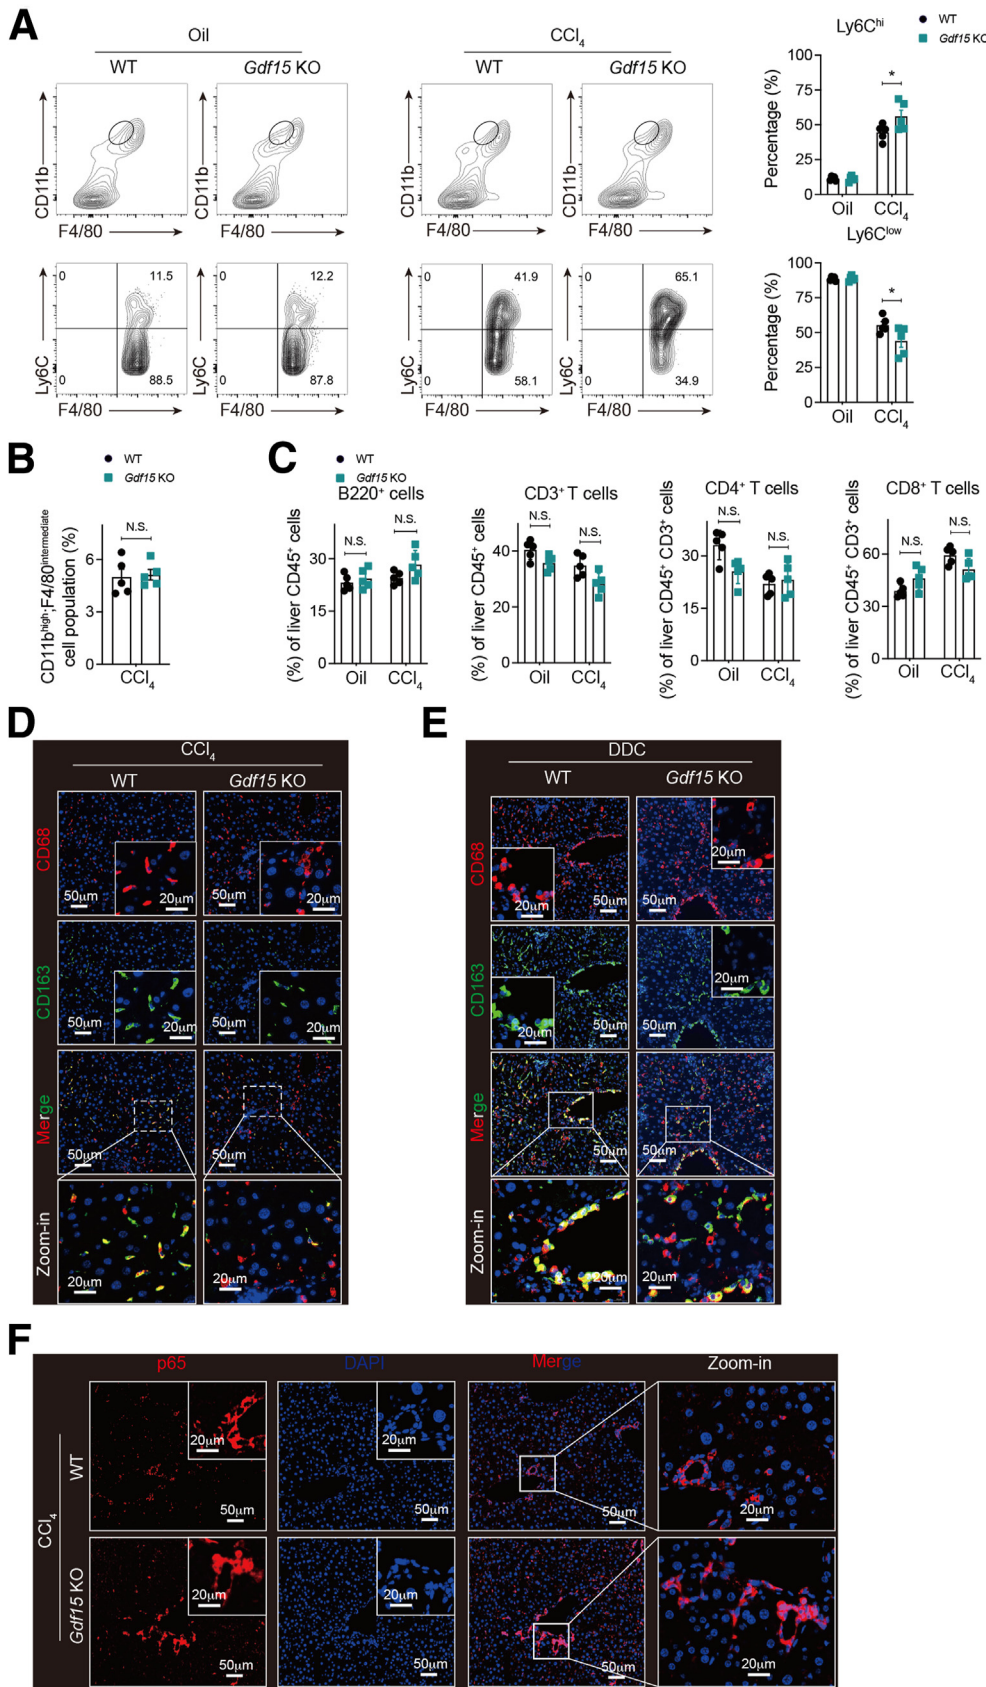 A
Oil
CCl4
WT
Gdf15 KO
WT
Gdf15 KO
CD11b
CD11b
CD11b
CD11b
F4/80
F4/80
F4/80
F4/80
0
11.5
0
12.2
0
41.9
0
65.1
Ly6C
Ly6C
Ly6C
Ly6C
0
88.5
0
87.8
0
58.1
0
34.9
F4/80
F4/80
F4/80
F4/80
Ly6Chi
WT
Gdf15 KO
Percentage (%)
100
75
50
25
0
*
Oil
CCl4
Ly6Clow
Percentage (%)
100
75
50
25
0
*
Oil
CCl4
B
WT
Gdf15 KO
CD11bhigh;F4/80intermediate
cell population (%)
6
3
0
N.S.
CCl4
C
WT
Gdf15 KO
B220+ cells
(%) of liver CD45+ cells
30
15
0
N.S.
N.S.
Oil
CCl4
CD3+ T cells
(%) of liver CD45+ cells
40
20
0
N.S.
N.S.
Oil
CCl4
CD4+ T cells
(%) of liver CD45+ CD3+ cells
30
15
0
N.S.
N.S.
Oil
CCl4
CD8+ T cells
(%) of liver CD45+ CD3+ cells
60
30
0
N.S.
N.S.
Oil
CCl4
D
CCl4
WT
Gdf15 KO
CD68
50μm
20μm
50μm
20μm
CD163
50μm
20μm
50μm
20μm
Merge
50μm
50μm
Zoom-in
20μm
20μm
E
DDC
WT
Gdf15 KO
CD68
20μm
50μm
50μm
20μm
CD163
20μm
50μm
50μm
20μm
Merge
50μm
50μm
Zoom-in
20μm
20μm
F
p65
DAPI
Merge
Zoom-in
CCl4
WT
20μm
50μm
20μm
50μm
50μm
20μm
Gdf15 KO
20μm
50μm
20μm
50μm
50μm
20μm